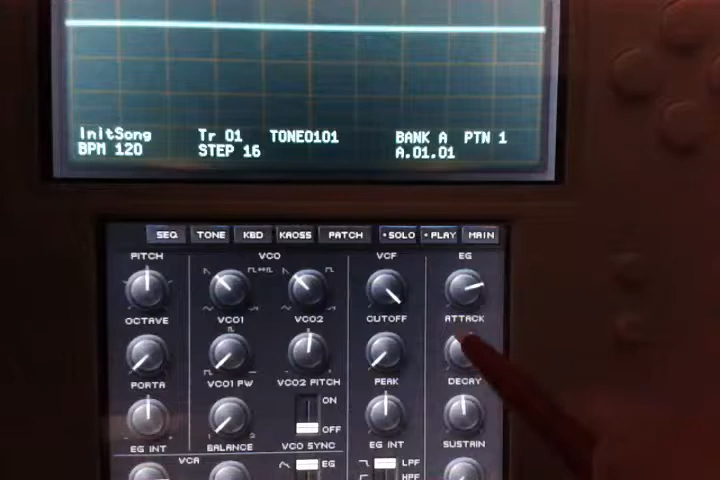 InitSong Tr 01 TONE0101 BANK A PTN 1
BPM 120 STEP 16 A.01.01
SEQ TONE KBD KAOSS PATCH •SOLO •PLAY MAIN
PITCH VCO VCF EG
OCTAVE VCO1 VCO2 CUTOFF ATTACK
PORTA VCO1 PW VCO2 PITCH PEAK DECAY
ON
OFF
EG INT BALANCE VCO SYNC EG INT SUSTAIN
VCA EG LPF
HPF